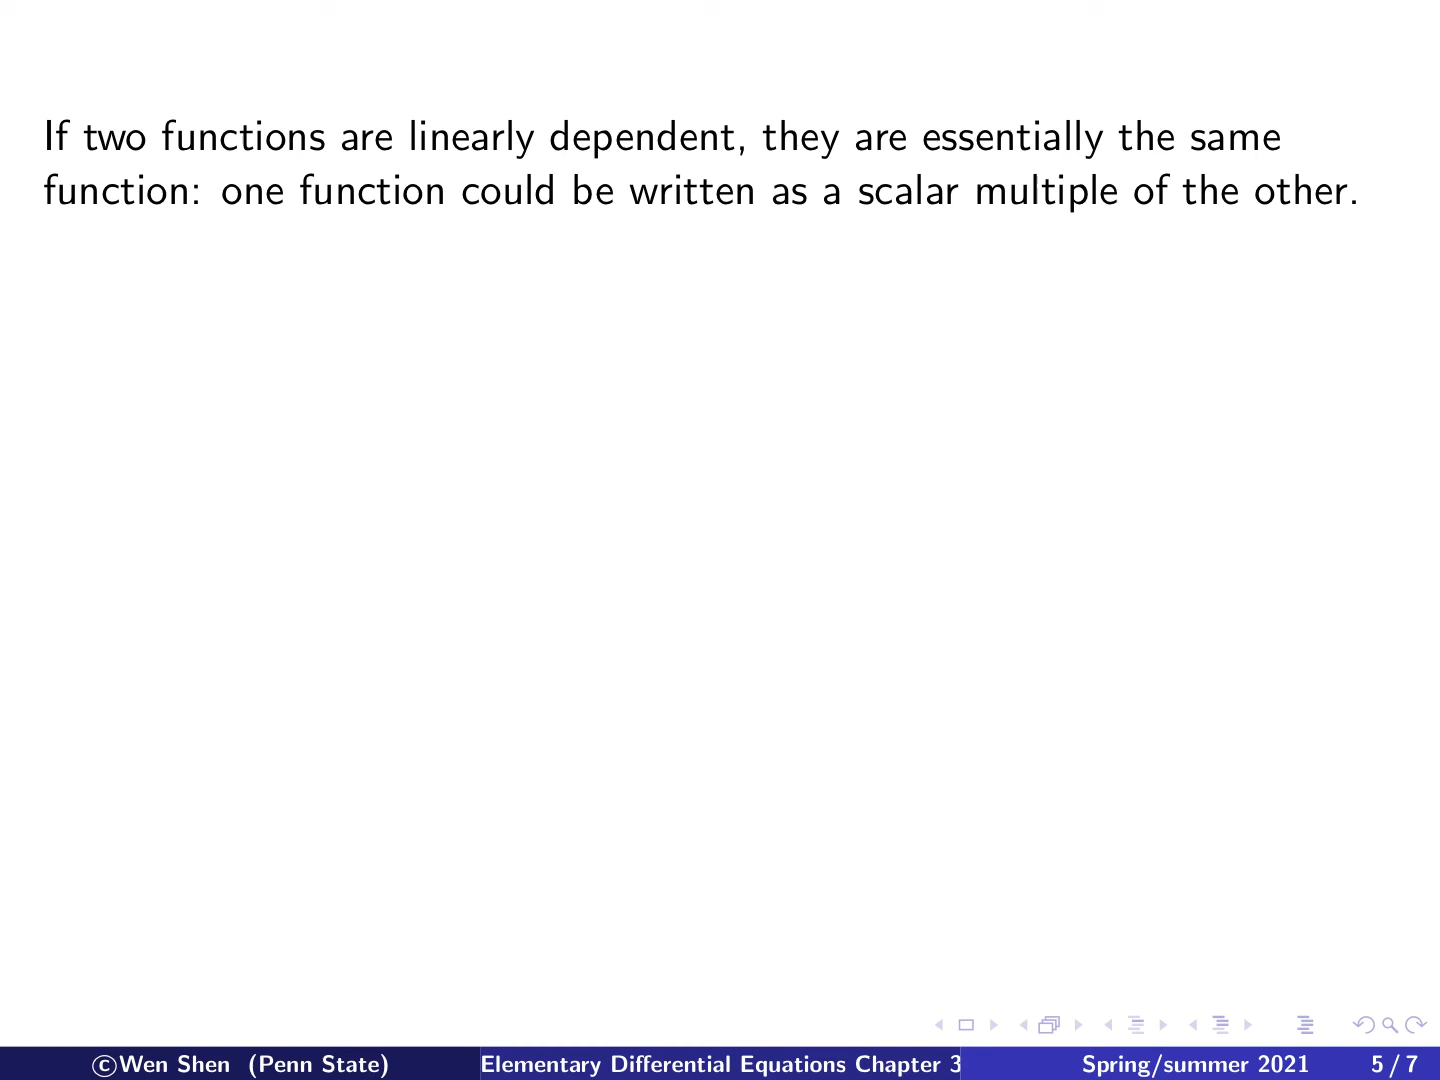 If two functions are linearly dependent, they are essentially the same
function: one function could be written as a scalar multiple of the other.
©Wen Shen (Penn State) Elementary Differential Equations Chapter 3 Spring/summer 2021 5 / 7